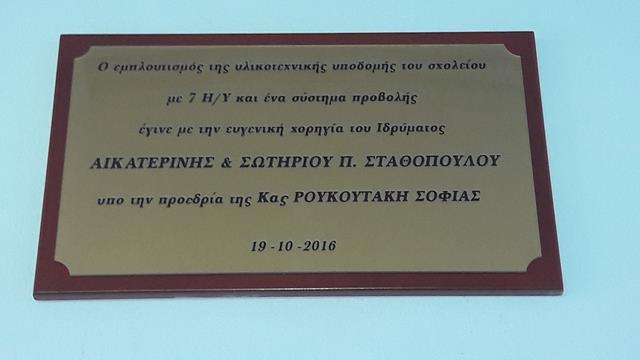 Ο εμπλουτισμός της υλικοτεχνικής υποδομής του σχολείου
με 7 Η/Υ και ένα σύστημα προβολής
έγινε με την ευγενική χορηγία του Ιδρύματος
ΑΙΚΑΤΕΡΙΝΗΣ & ΣΩΤΗΡΙΟΥ Π. ΣΤΑΘΟΠΟΥΛΟΥ
υπο την προεδρία της Κας ΡΟΥΚΟΥΤΑΚΗ ΣΟΦΙΑΣ
19-10-2016